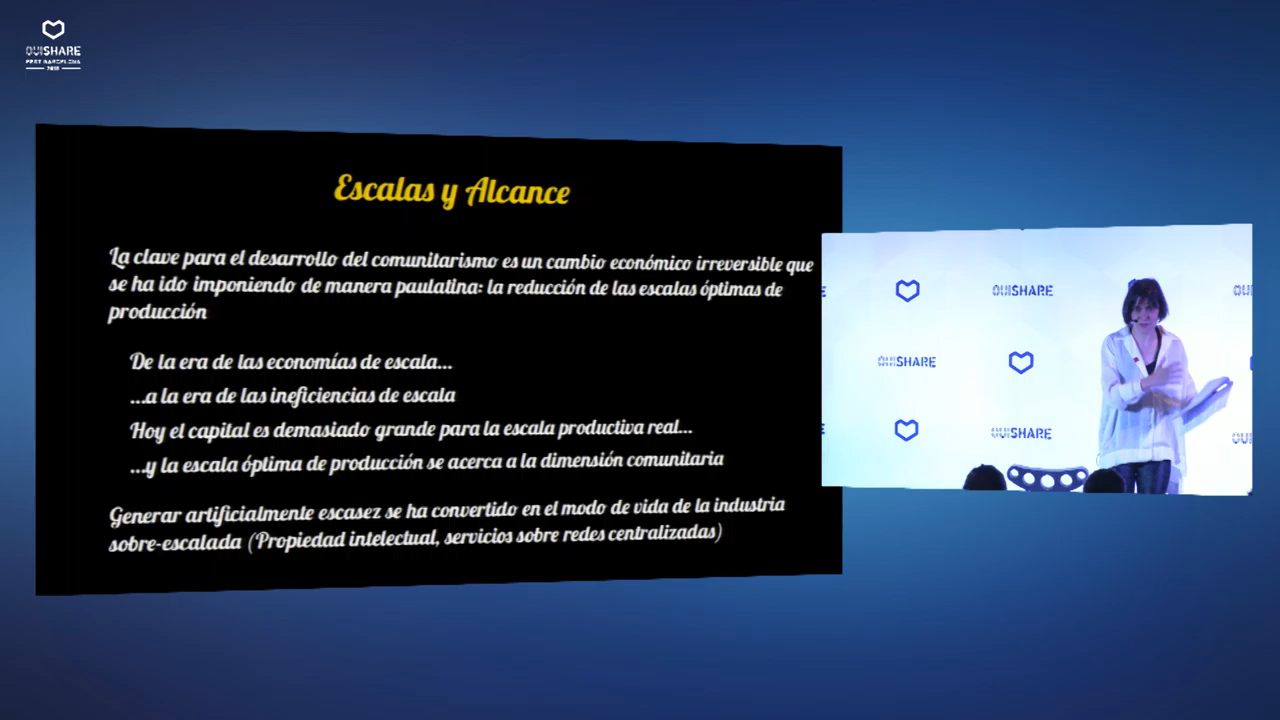 OUISHARE
FEST BARCELONA
Escalas y Alcance
La clave para el desarrollo del comunitarismo es un cambio económico irreversible que
se ha ido imponiendo de manera paulatina: la reducción de las escalas óptimas de
producción
De la era de las economías de escala...
...a la era de las ineficiencias de escala
Hoy el capital es demasiado grande para la escala productiva real...
...y la escala óptima de producción se acerca a la dimensión comunitaria
Generar artificialmente escasez se ha convertido en el modo de vida de la industria
sobre-escalada (Propiedad intelectual, servicios sobre redes centralizadas)
OUISHARE
OUI
OUISHARE
OUISHARE
OUI